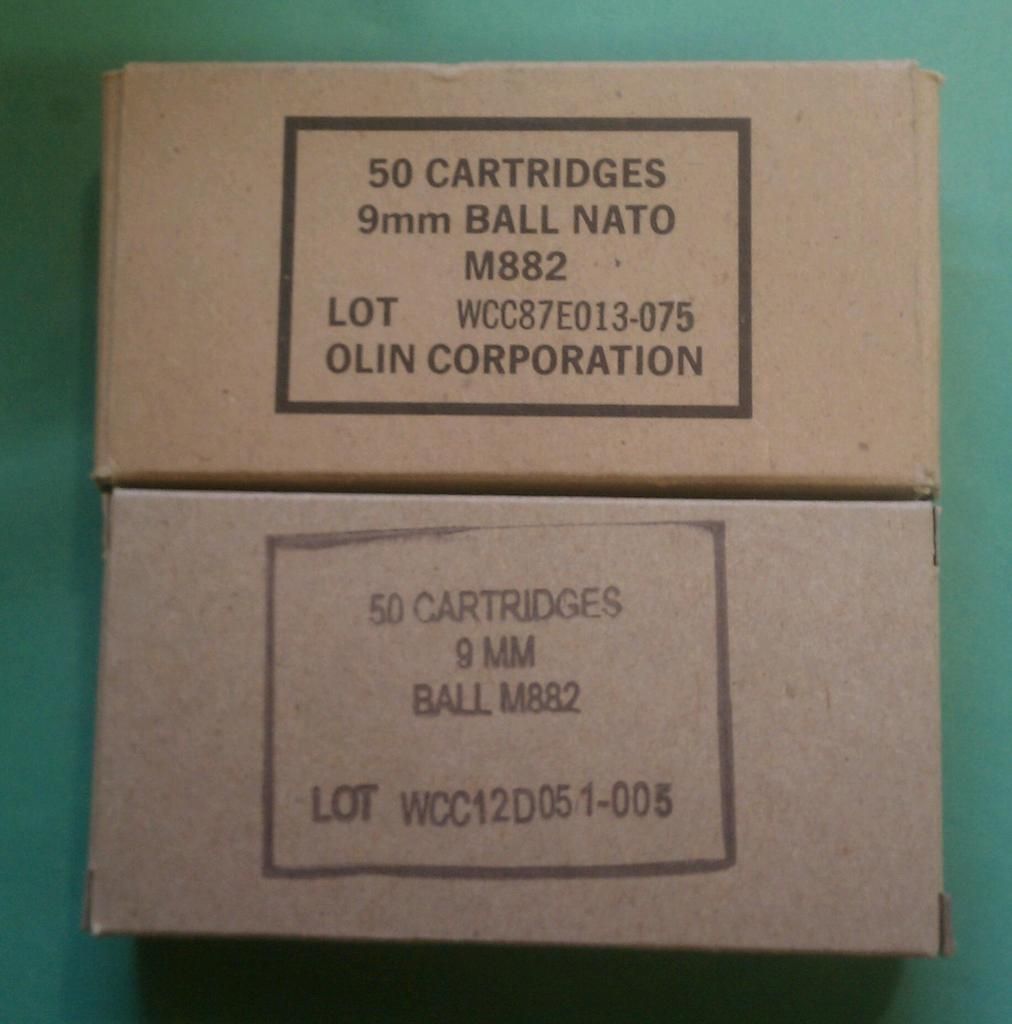 50 CARTRIDGES
9mm BALL NATO
M882
LOT WCC87E013-075
OLIN CORPORATION
50 CARTRIDGES
9 MM
BALL M882
LOT WCC12D051-005